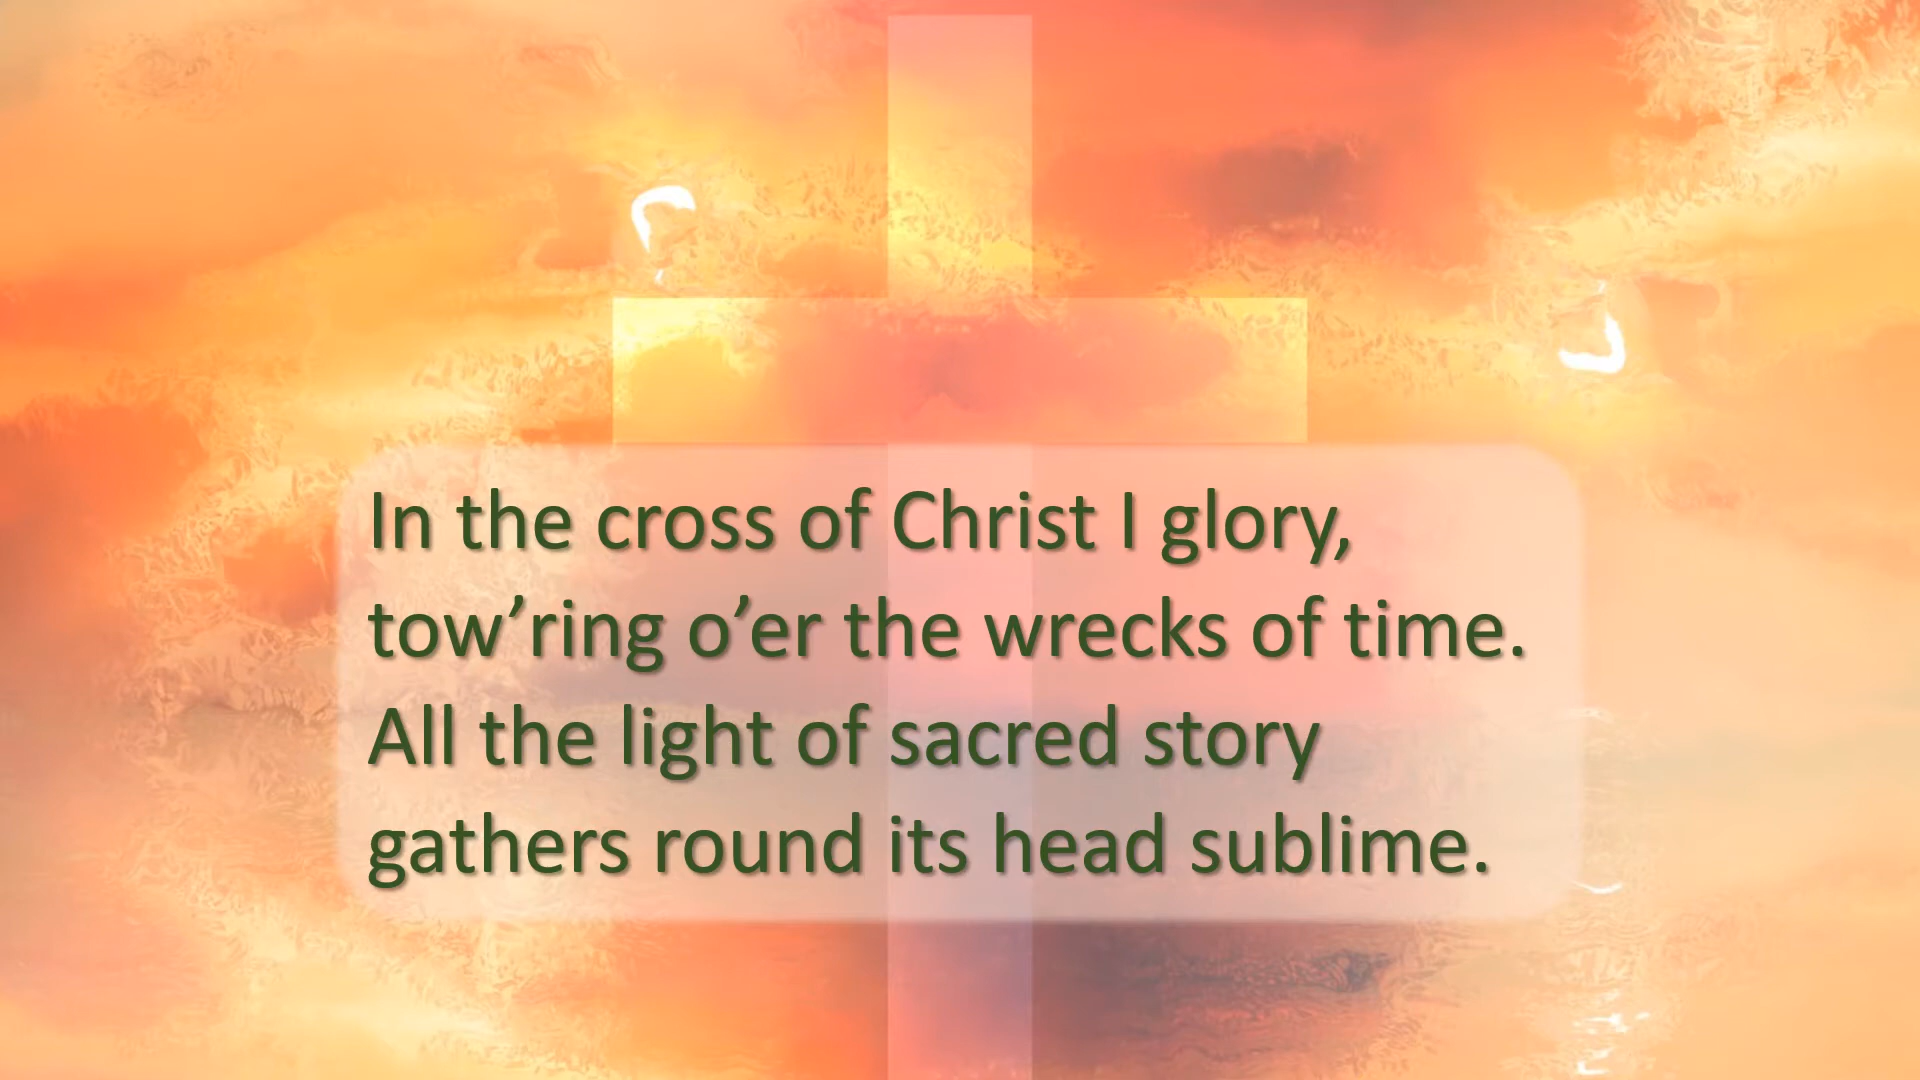 In the cross of Christ I glory,
tow’ring o’er the wrecks of time.
All the light of sacred story
gathers round its head sublime.